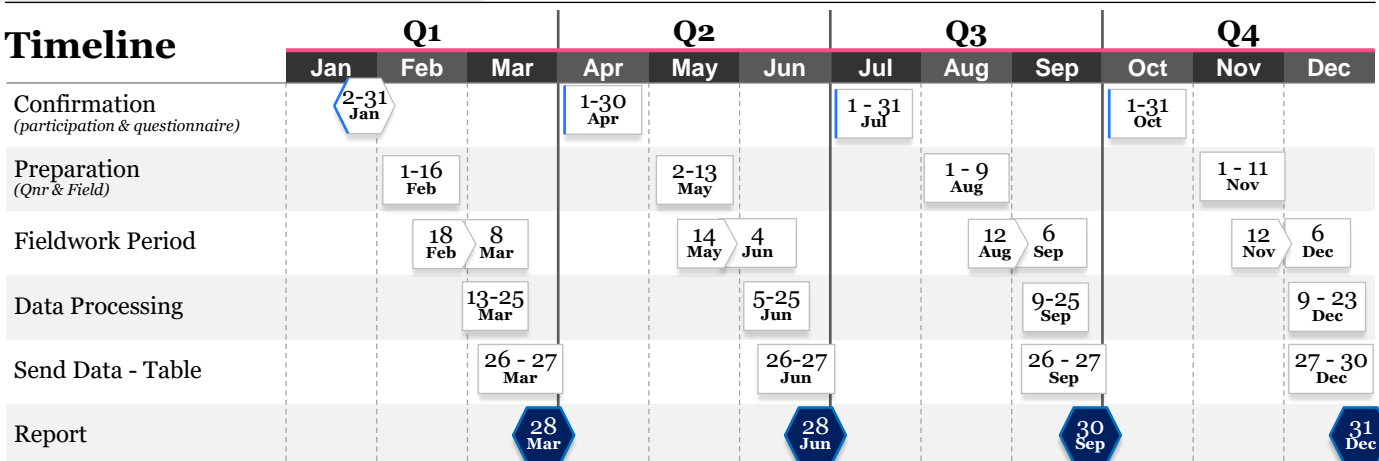 Timeline
Q1 Q2 Q3 Q4
Jan Feb Mar Apr May Jun Jul Aug Sep Oct Nov Dec
Confirmation
(participation & questionnaire)
2-31
Jan
1-30
Apr
1 - 31
Jul
1-31
Oct
Preparation
(Qnr & Field)
1-16
Feb
2-13
May
1 - 9
Aug
1 - 11
Nov
Fieldwork Period
18
Feb
8
Mar
14
May
4
Jun
12
Aug
6
Sep
12
Nov
6
Dec
Data Processing
13-25
Mar
5-25
Jun
9-25
Sep
9 - 23
Dec
Send Data - Table
26 - 27
Mar
26-27
Jun
26 - 27
Sep
27 - 30
Dec
Report
28
Mar
28
Jun
30
Sep
31
Dec